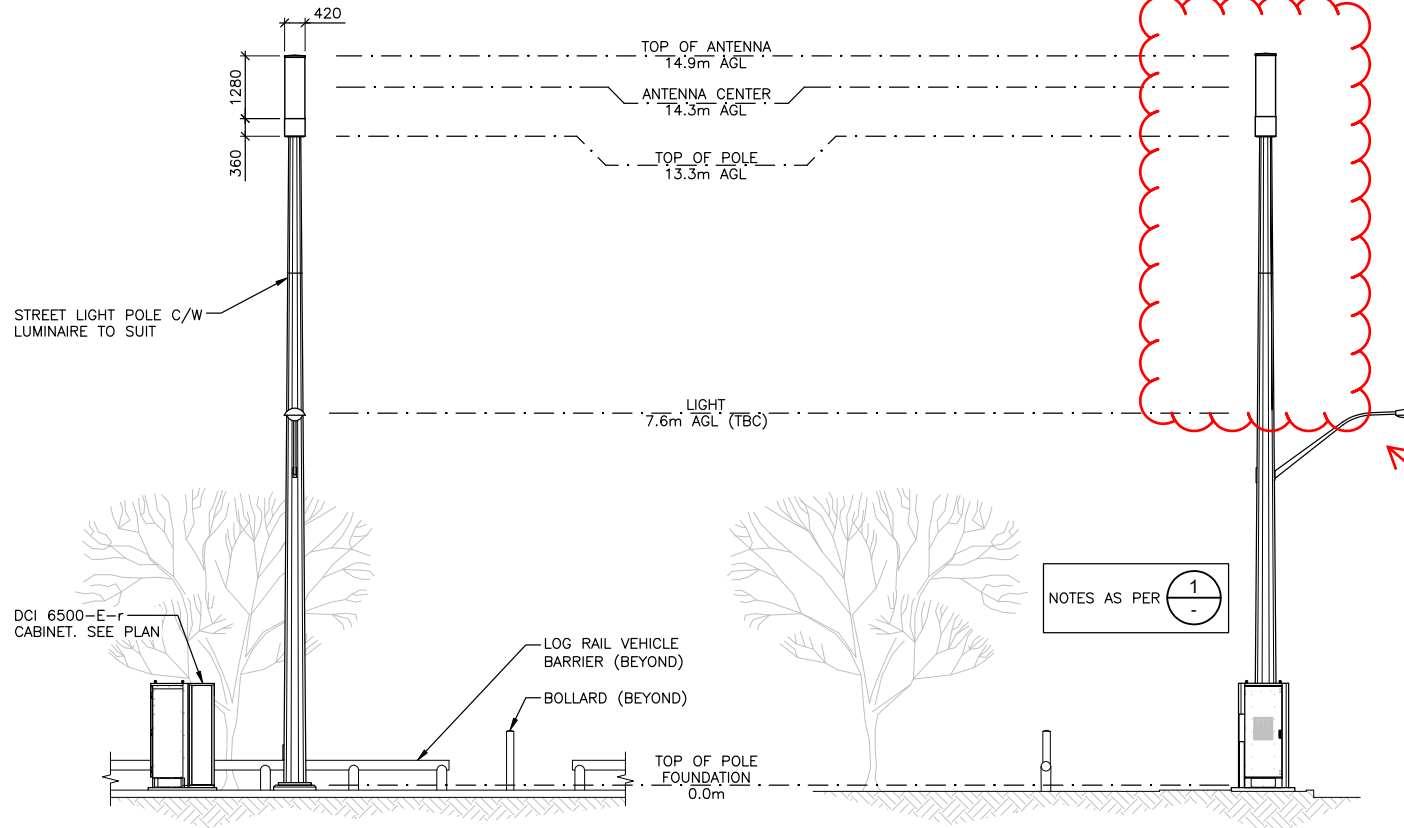 420
1280
360
TOP OF ANTENNA
14.9m AGL
ANTENNA CENTER
14.3m AGL
TOP OF POLE
13.3m AGL
STREET LIGHT POLE C/W
LUMINAIRE TO SUIT
LIGHT
7.6m AGL (TBC)
NOTES AS PER
1
-
DCI 6500-E-r
CABINET. SEE PLAN
LOG RAIL VEHICLE
BARRIER (BEYOND)
BOLLARD (BEYOND)
TOP OF POLE
FOUNDATION
0.0m